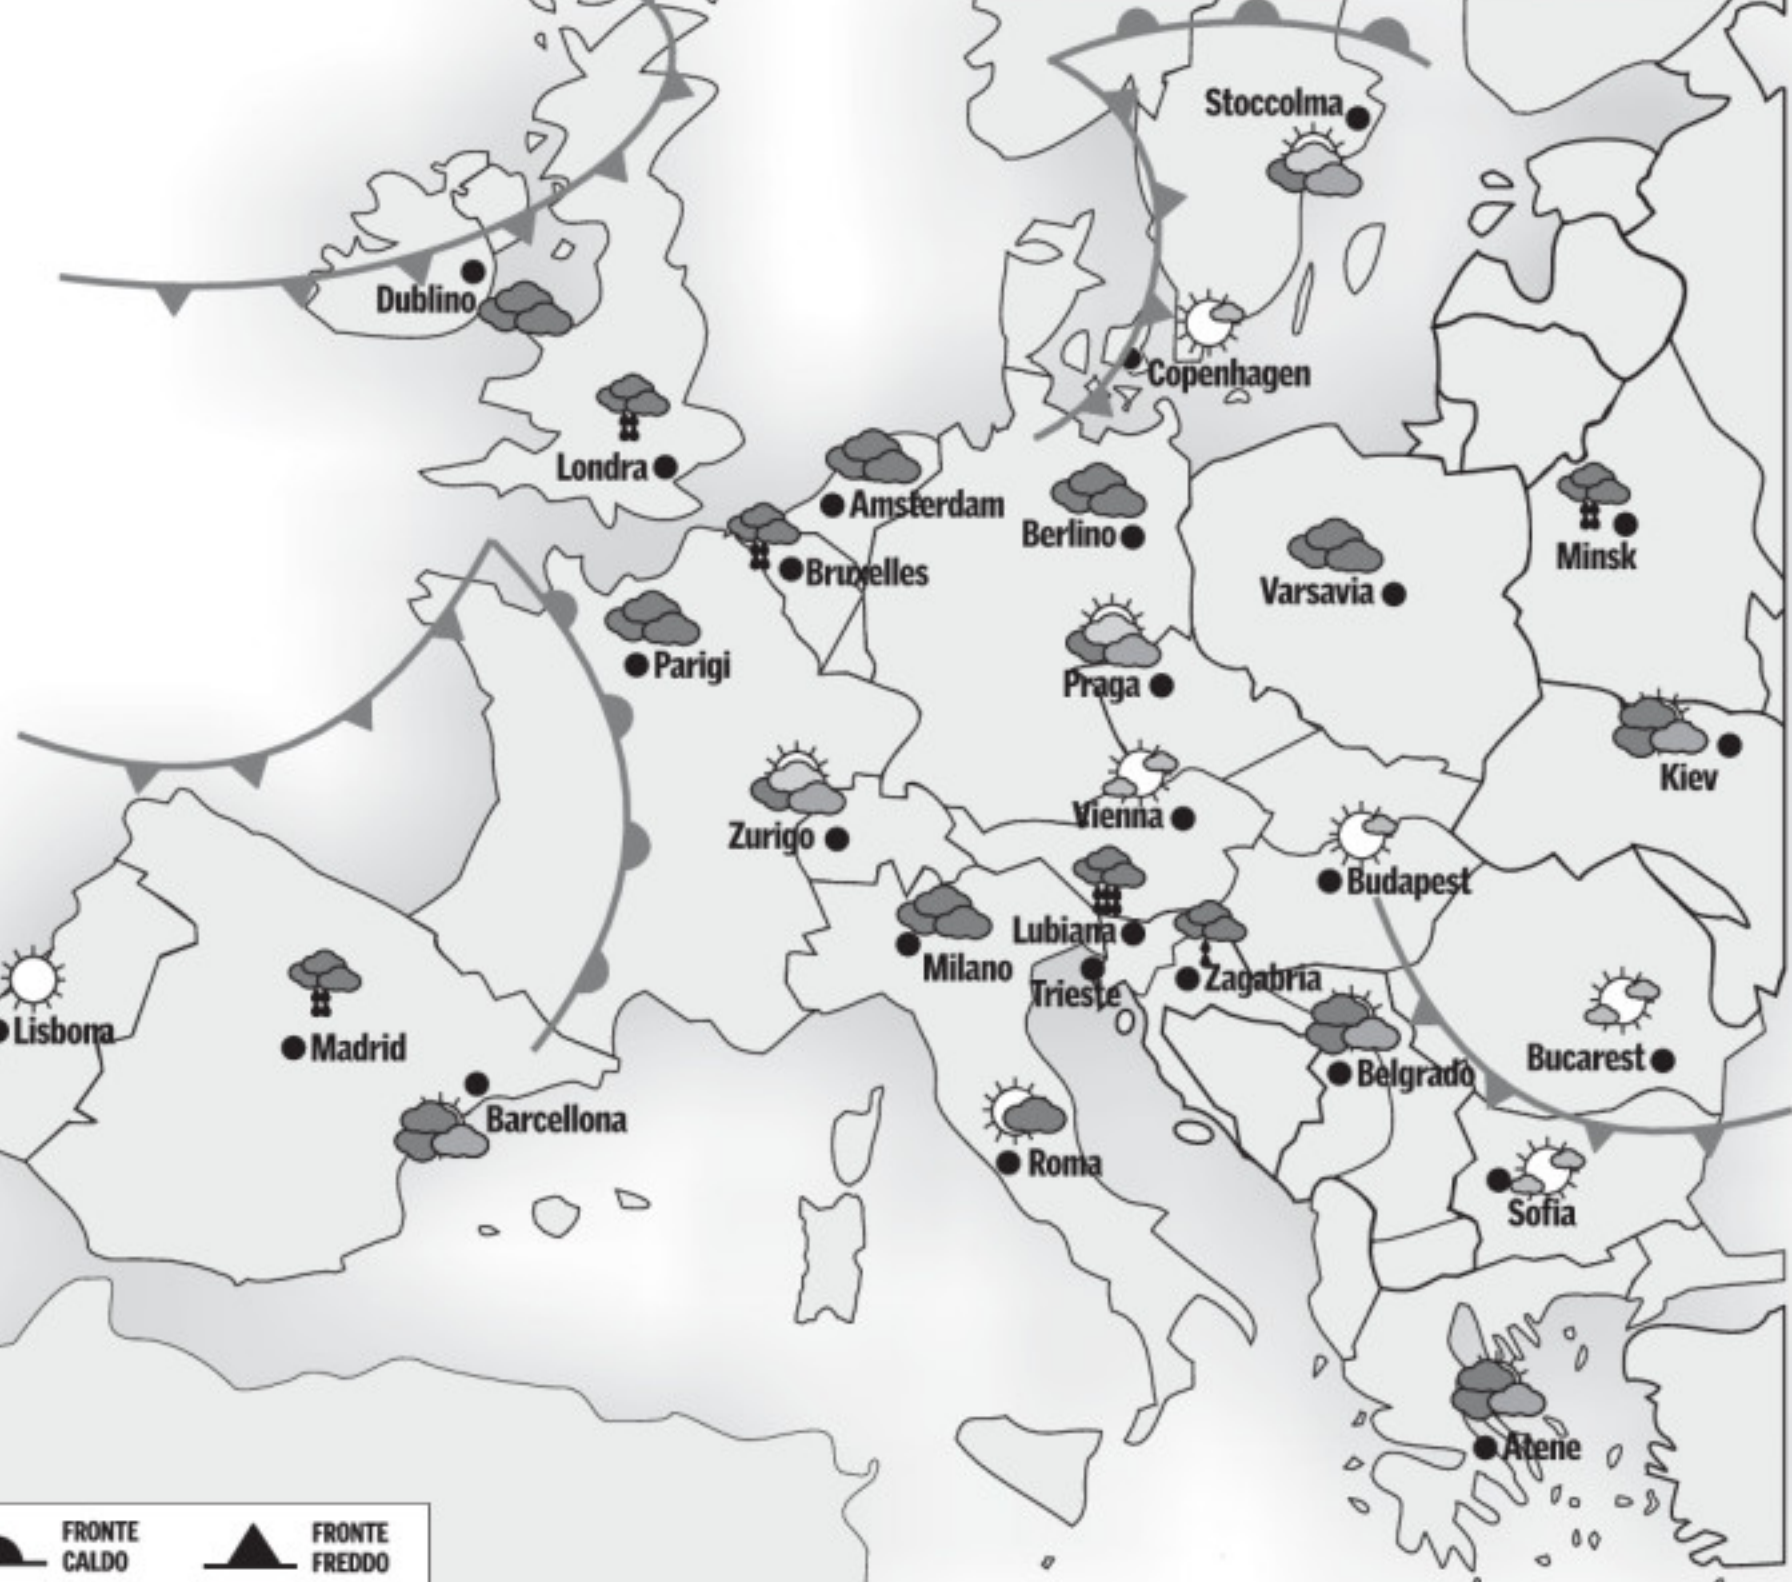 Stoccolma
Dublino
Copenhagen
Londra
Amsterdam
Berlino
Minsk
Bruxelles
Varsavia
Parigi
Praga
Kiev
Vienna
Zurigo
Budapest
Lubiana
Milano
Zagabria
Trieste
Lisbona
Madrid
Bucarest
Belgrado
Barcellona
Roma
Sofia
Atene
FRONTE
CALDO
FRONTE
FREDDO